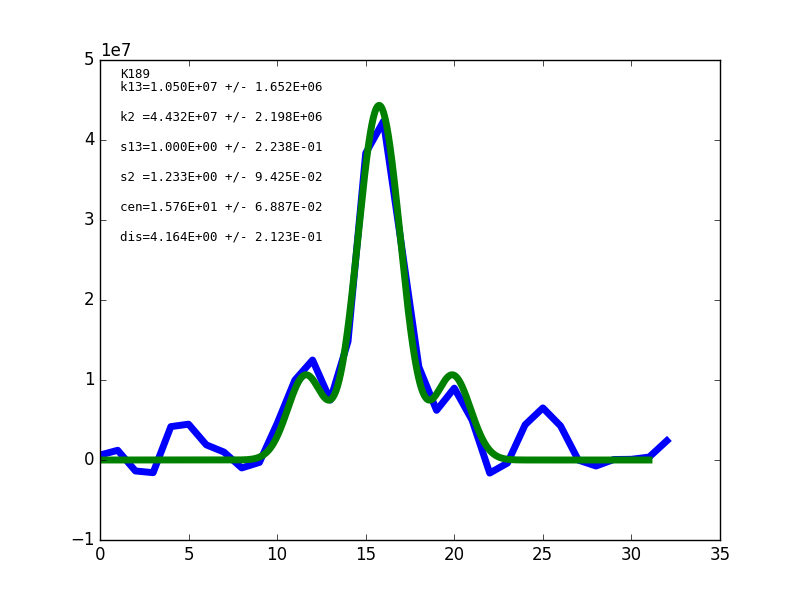 1e7
K189
k13=1.050E+07 +/- 1.652E+06
k2 =4.432E+07 +/- 2.198E+06
s13=1.000E+00 +/- 2.238E-01
s2 =1.233E+00 +/- 9.425E-02
cen=1.576E+01 +/- 6.887E-02
dis=4.164E+00 +/- 2.123E-01
5
4
3
2
1
0
−1
0 5 10 15 20 25 30 35